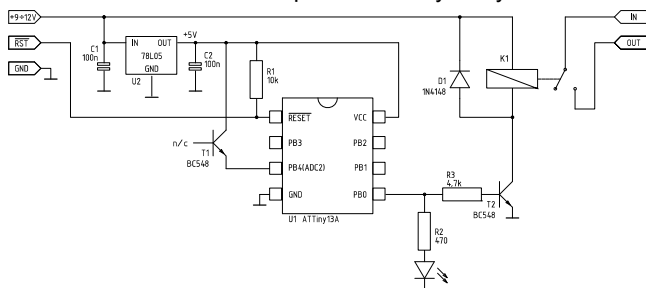 +9÷12V
IN
RST
OUT
GND
C1
100n
IN OUT
78L05
GND
U2
+5V
C2
100n
R1
10k
D1
1N4148
K1
n/c
T1
BC548
RESET
VCC
PB3
PB2
PB4(ADC2)
PB1
GND
PB0
U1 ATTiny13A
R3
4,7k
T2
BC548
R2
470